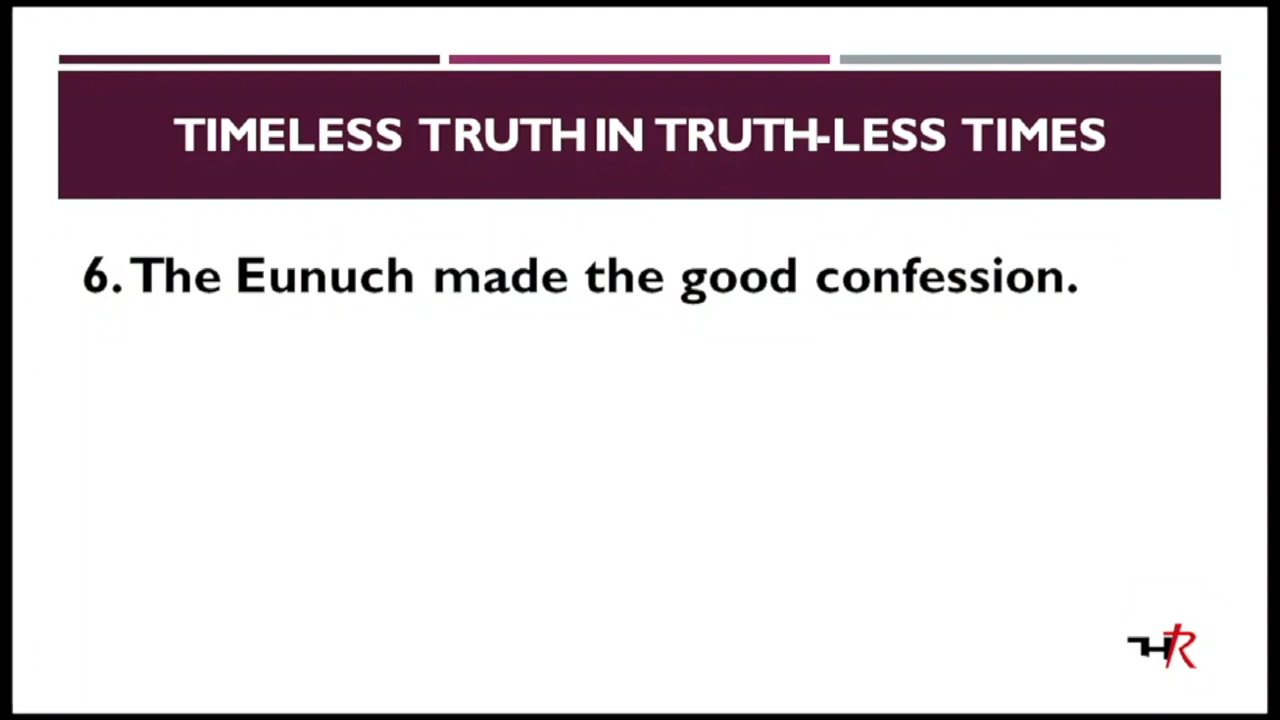 TIMELESS TRUTH IN TRUTH-LESS TIMES
6. The Eunuch made the good confession.